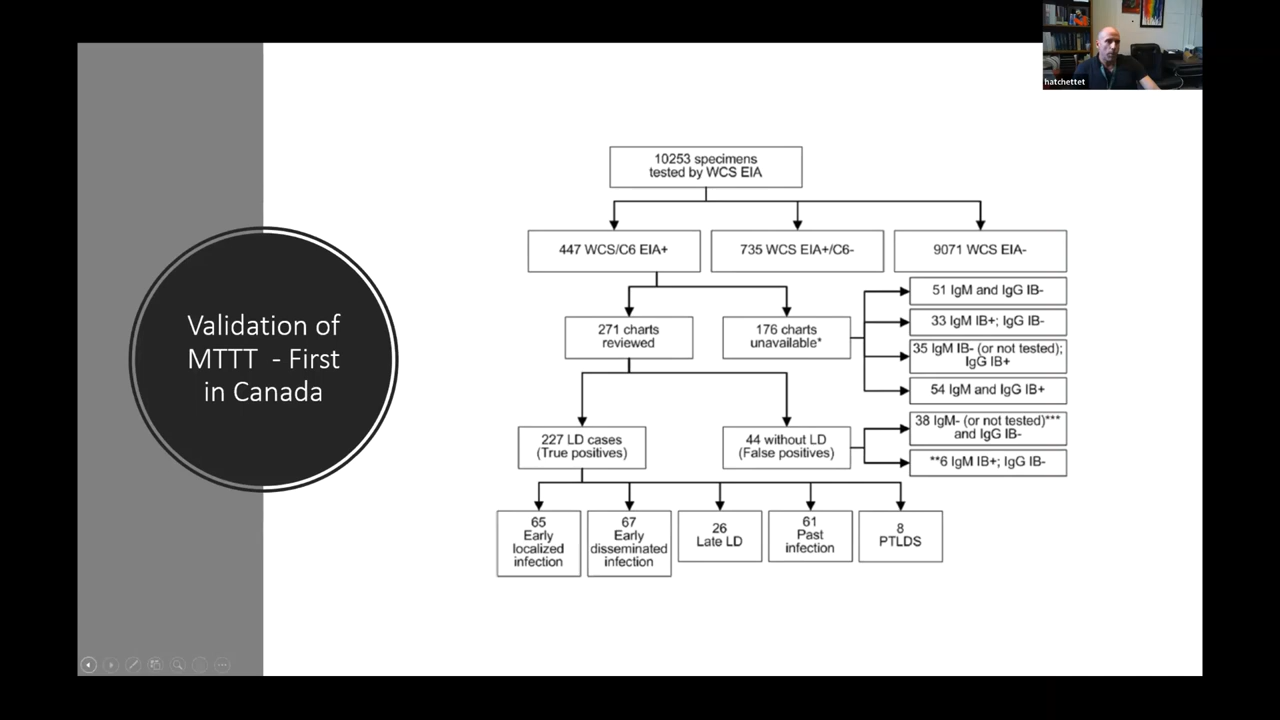 hatchettet
Validation of
MTTT - First
in Canada
10253 specimens
tested by WCS EIA
447 WCS/C6 EIA+
735 WCS EIA+/C6-
9071 WCS EIA-
271 charts
reviewed
176 charts
unavailable*
51 IgM and IgG IB-
33 IgM IB+; IgG IB-
35 IgM IB- (or not tested);
IgG IB+
54 IgM and IgG IB+
227 LD cases
(True positives)
44 without LD
(False positives)
38 IgM- (or not tested)***
and IgG IB-
**6 IgM IB+; IgG IB-
65
Early
localized
infection
67
Early
disseminated
infection
26
Late LD
61
Past
infection
8
PTLDS